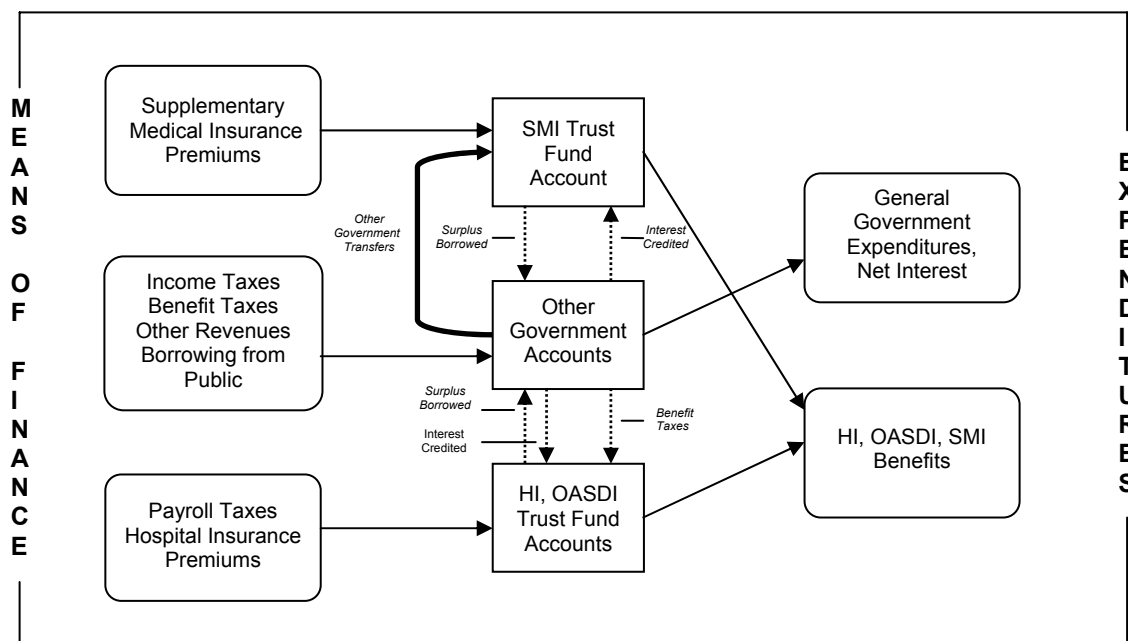 MEANS OF FINANCE
Supplementary
Medical Insurance
Premiums
SMI Trust
Fund
Account
Other
Government
Transfers
Surplus
Borrowed
Interest
Credited
General
Government
Expenditures,
Net Interest
Income Taxes
Benefit Taxes
Other Revenues
Borrowing from
Public
Other
Government
Accounts
Surplus
Borrowed
Interest
Credited
Benefit
Taxes
HI, OASDI, SMI
Benefits
Payroll Taxes
Hospital Insurance
Premiums
HI, OASDI
Trust Fund
Accounts
EXPENDITURES